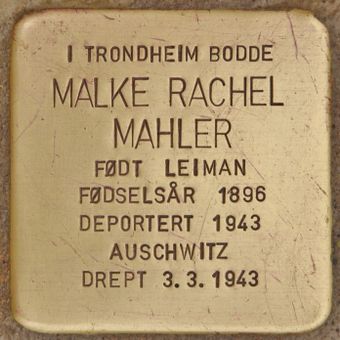 I TRONDHEIM BODDE
MALKE RACHEL
MAHLER
FØDT LEIMAN
FØDSELSÅR 1896
DEPORTERT 1943
AUSCHWITZ
DREPT 3.3.1943